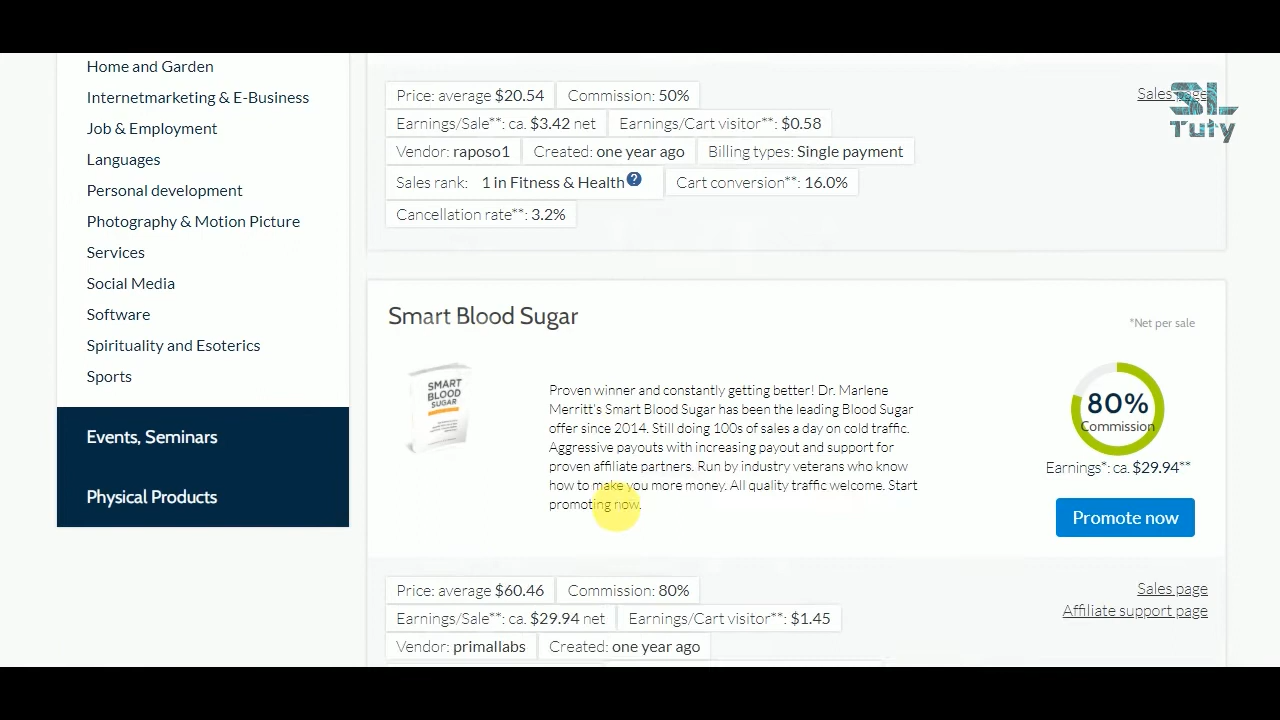 Home and Garden
Internetmarketing & E-Business
Job & Employment
Languages
Personal development
Photography & Motion Picture
Services
Social Media
Software
Spirituality and Esoterics
Sports
Events, Seminars
Physical Products
Price: average $20.54 Commission: 50%
Earnings/Sale**: ca. $3.42 net Earnings/Cart visitor**: $0.58
Vendor: raposo1 Created: one year ago Billing types: Single payment
Sales rank: 1 in Fitness & Health ?
Cart conversion**: 16.0%
Cancellation rate**: 3.2%
Sales page
SL
Tuty
Smart Blood Sugar
*Net per sale
SMART
BLOOD
SUGAR
Proven winner and constantly getting better! Dr. Marlene
Merritt's Smart Blood Sugar has been the leading Blood Sugar
offer since 2014. Still doing 100s of sales a day on cold traffic.
Aggressive payouts with increasing payout and support for
proven affiliate partners. Run by industry veterans who know
how to make you more money. All quality traffic welcome. Start
promoting now.
80%
Commission
Earnings*: ca. $29.94**
Promote now
Price: average $60.46 Commission: 80%
Earnings/Sale**: ca. $29.94 net Earnings/Cart visitor**: $1.45
Vendor: primallabs Created: one year ago
Sales page
Affiliate support page